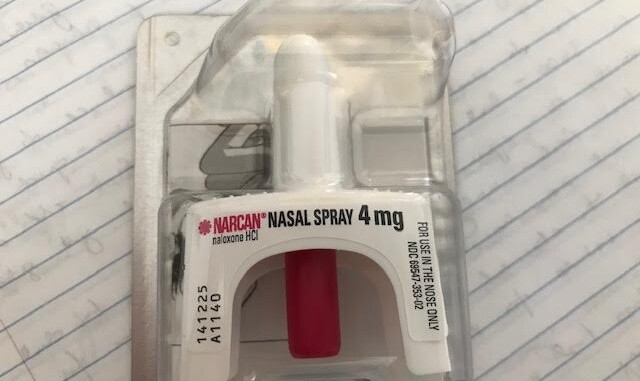 NARCAN® NASAL SPRAY 4 mg
naloxone HCl
FOR USE IN THE NOSE ONLY
NDC 69547-353-02
141225
A1140